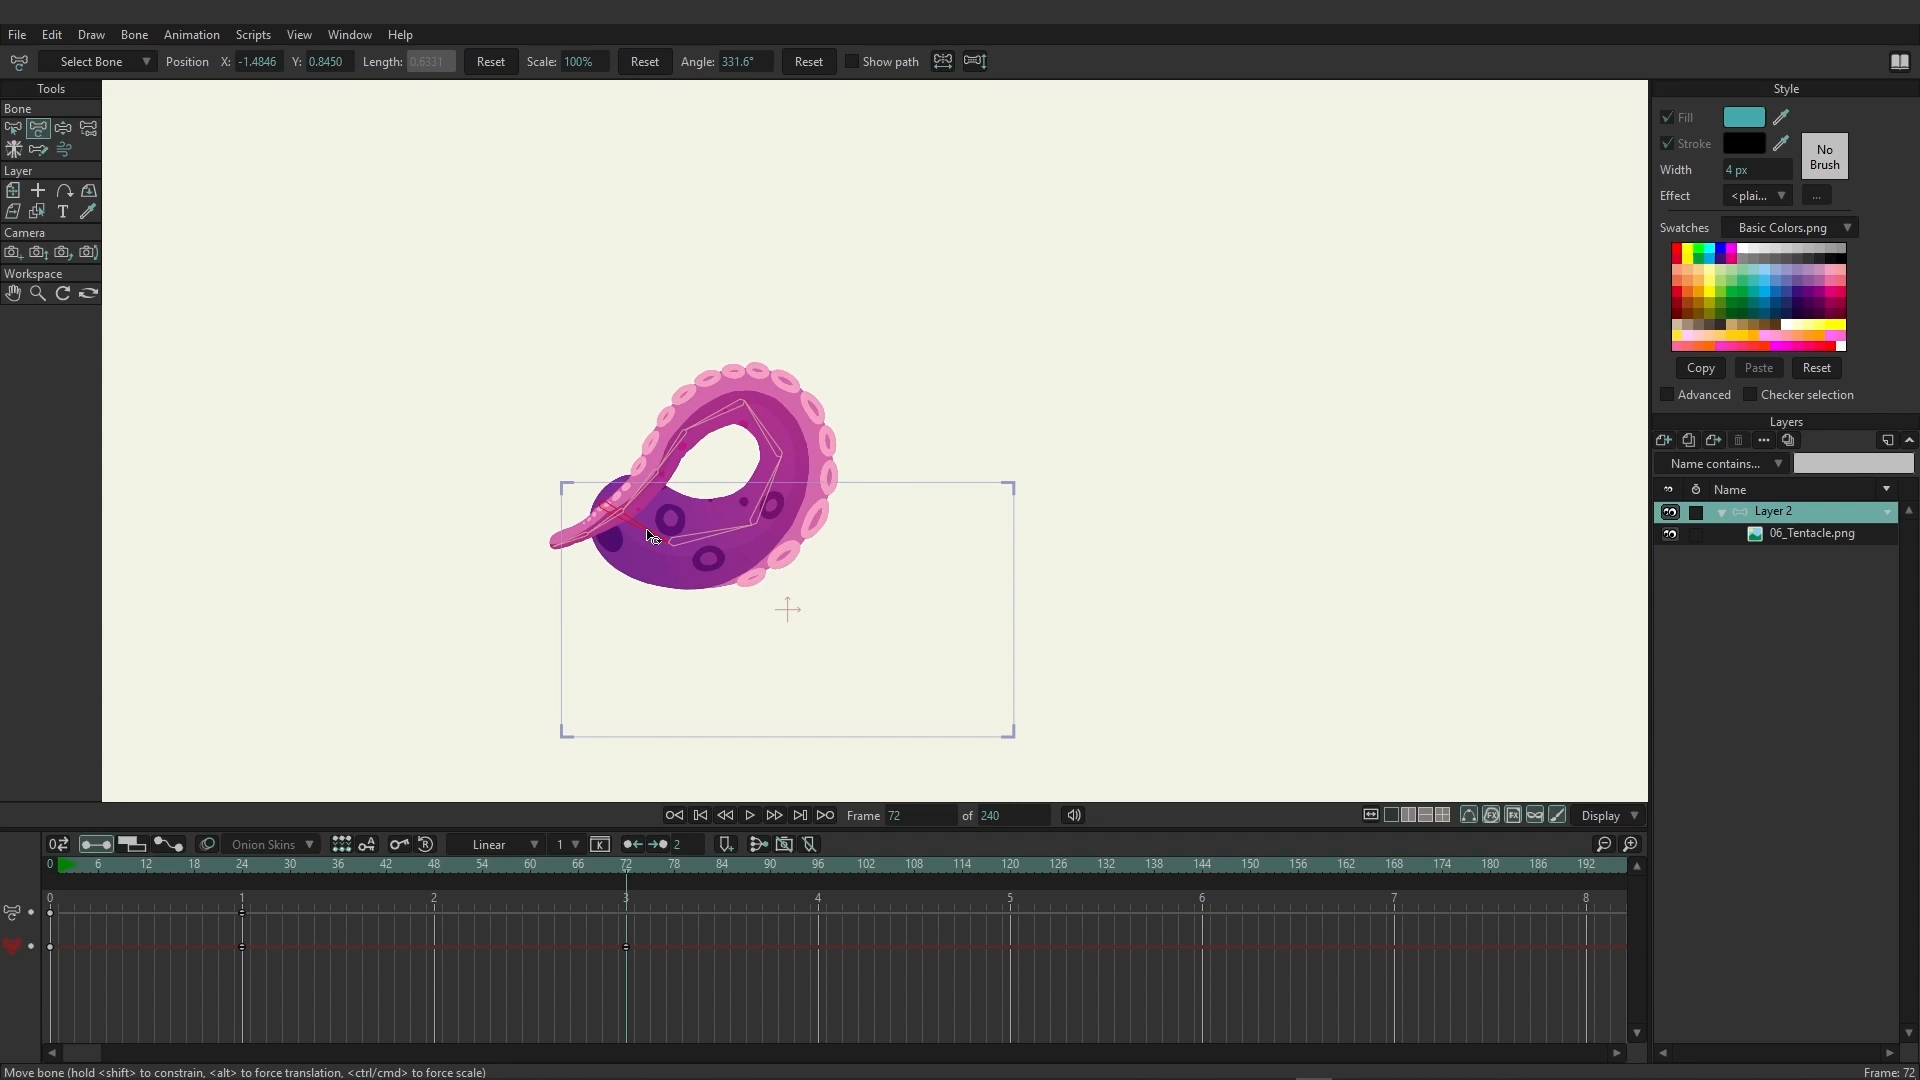 File Edit Draw Bone Animation Scripts View Window Help
Select Bone Position X: -1.4846 Y: 0.8450 Length: 0.6331 Reset Scale: 100% Reset Angle: 331.6° Reset Show path
Tools
Bone
Layer
Camera
Workspace
Style
Fill
Stroke
No Brush
Width 4 px
Effect <plai... ...
Swatches Basic Colors.png
Copy Paste Reset
Advanced Checker selection
Layers
Name contains...
Name
Layer 2
06_Tentacle.png
Frame 72 of 240 Display
Onion Skins Linear 1 K 2
0 6 12 18 24 30 36 42 48 54 60 66 72 78 84 90 96 102 108 114 120 126 132 138 144 150 156 162 168 174 180 186 192
0 1 2 3 4 5 6 7 8
Move bone (hold <shift> to constrain, <alt> to force translation, <ctrl/cmd> to force scale) Frame: 72